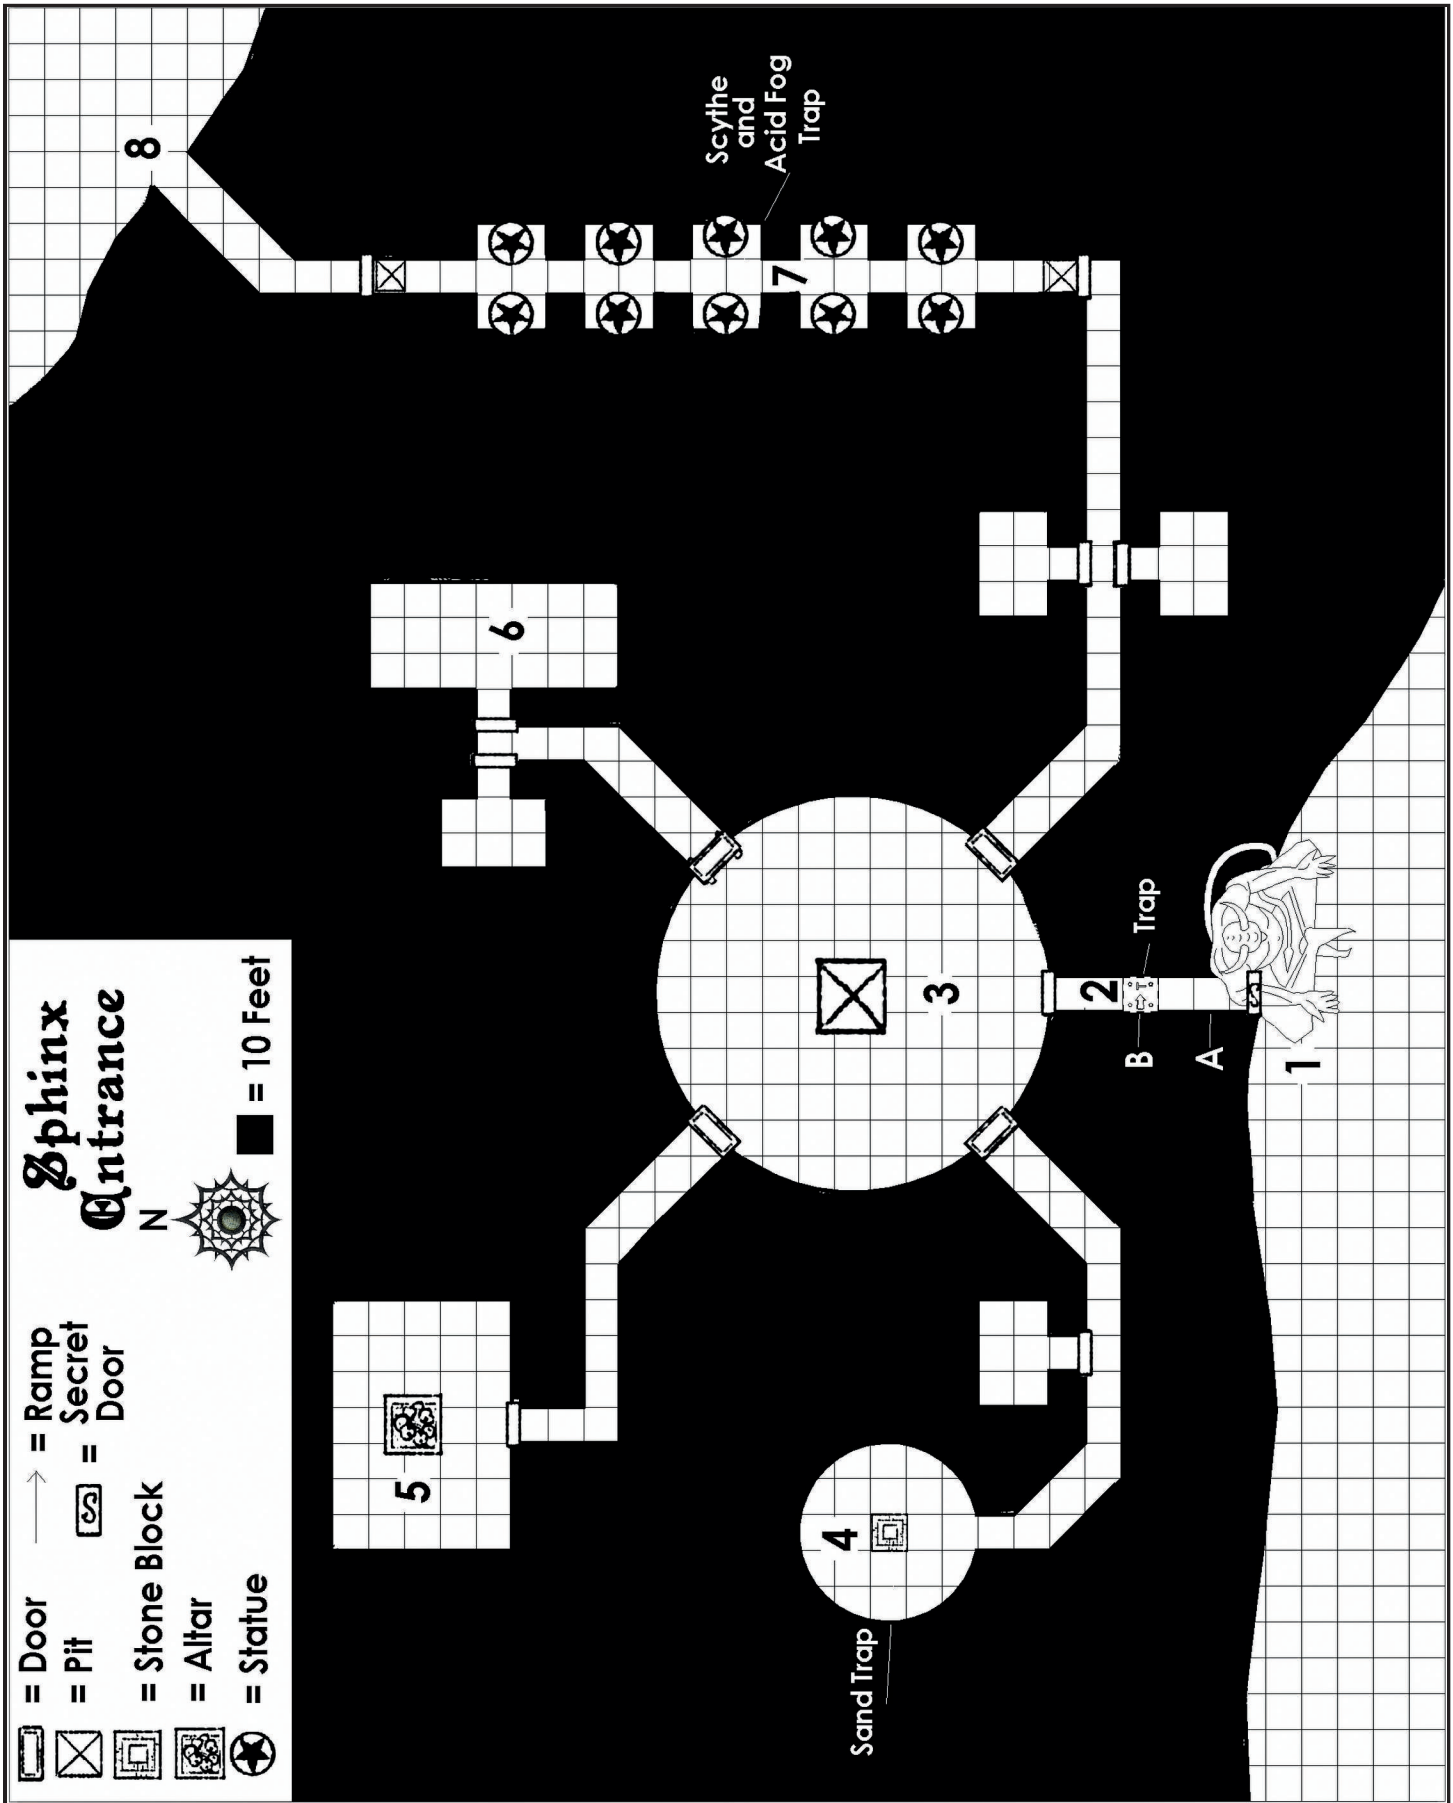 Sphinx
Entrance
= Door
= Ramp
= Pit
S = Secret
Door
= Stone Block
= Altar
= Statue
N
= 10 Feet
5
4
Sand Trap
6
3
2
B
T
Trap
A
S
1
7
8
Scythe
and
Acid Fog
Trap